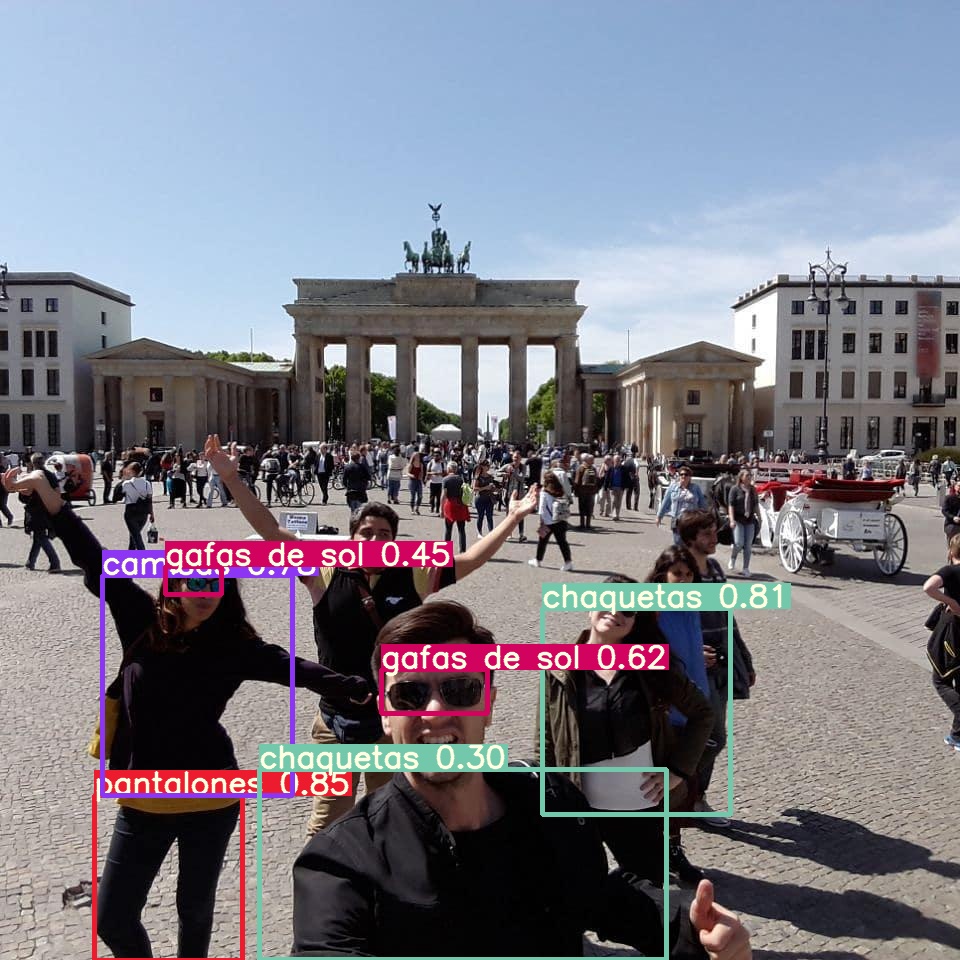 gafas de sol 0.45
chaquetas 0.81
gafas de sol 0.62
chaquetas 0.30
pantalones 0.85